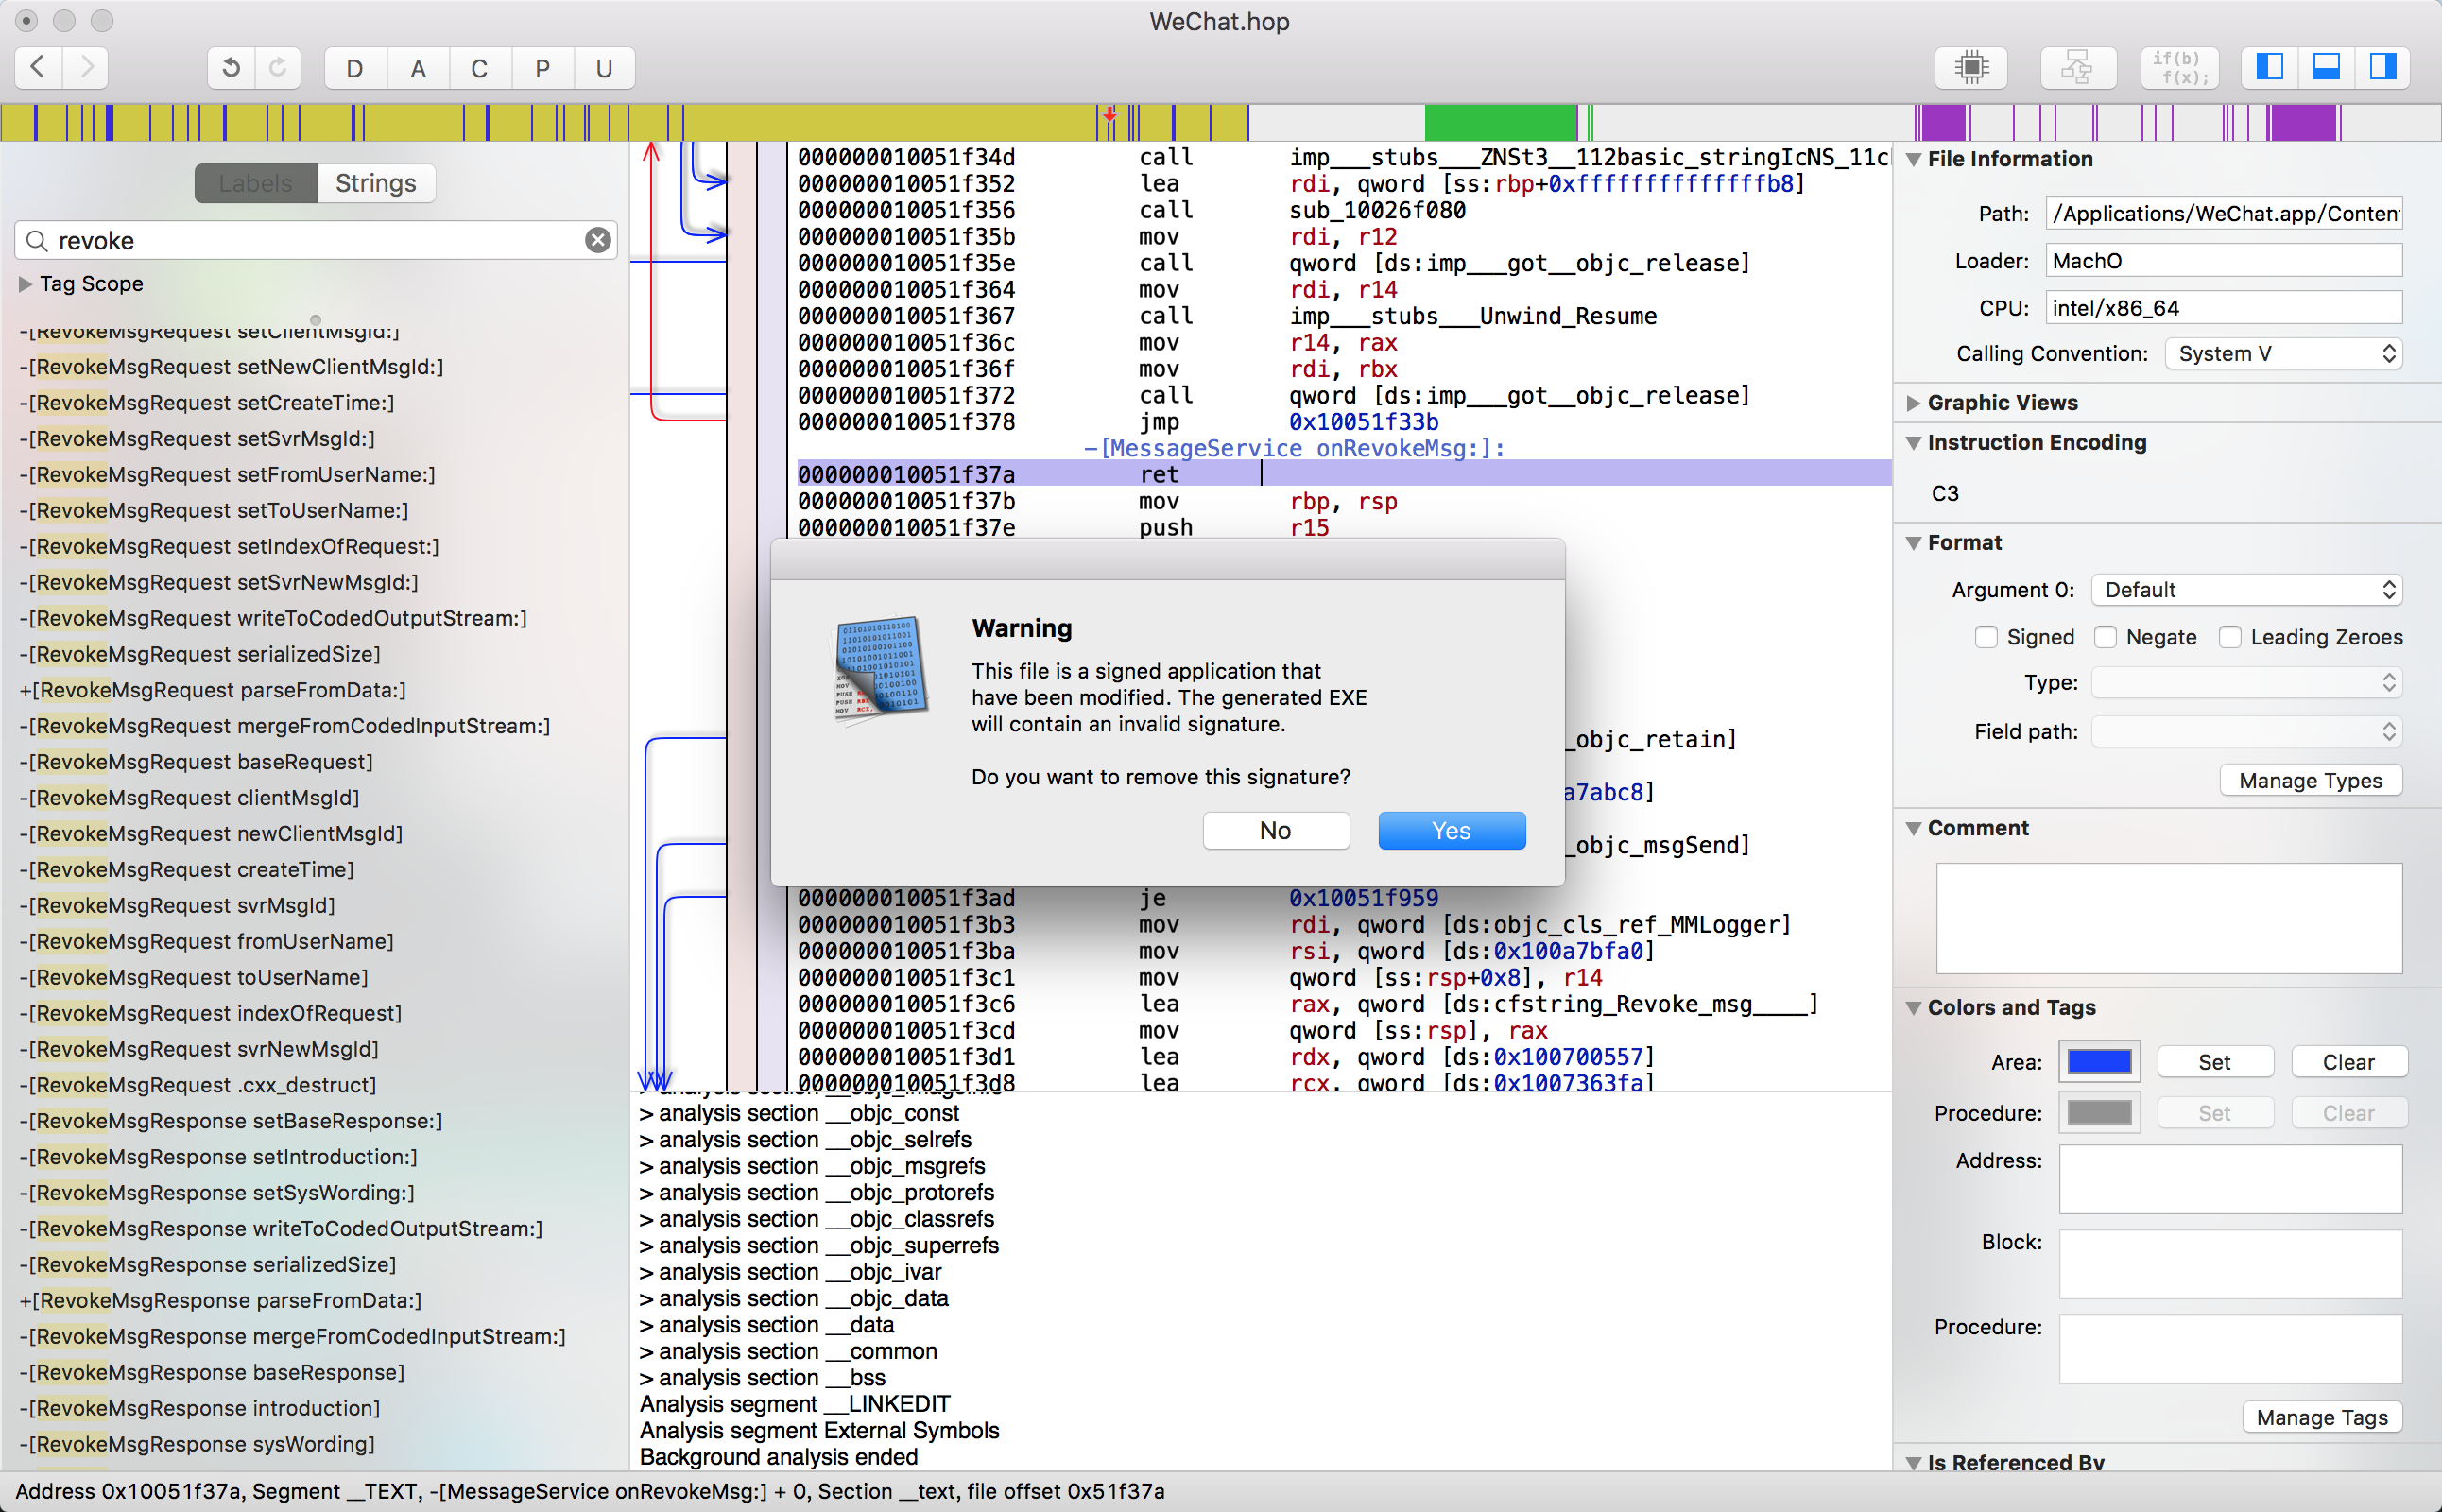 WeChat.hop
D A C P U
if(b)
f(x);
Labels Strings
revoke
Tag Scope
-[RevokeMsgRequest setClientMsgId:]
-[RevokeMsgRequest setNewClientMsgId:]
-[RevokeMsgRequest setCreateTime:]
-[RevokeMsgRequest setSvrMsgId:]
-[RevokeMsgRequest setFromUserName:]
-[RevokeMsgRequest setToUserName:]
-[RevokeMsgRequest setIndexOfRequest:]
-[RevokeMsgRequest setSvrNewMsgId:]
-[RevokeMsgRequest writeToCodedOutputStream:]
-[RevokeMsgRequest serializedSize]
+[RevokeMsgRequest parseFromData:]
-[RevokeMsgRequest mergeFromCodedInputStream:]
-[RevokeMsgRequest baseRequest]
-[RevokeMsgRequest clientMsgId]
-[RevokeMsgRequest newClientMsgId]
-[RevokeMsgRequest createTime]
-[RevokeMsgRequest svrMsgId]
-[RevokeMsgRequest fromUserName]
-[RevokeMsgRequest toUserName]
-[RevokeMsgRequest indexOfRequest]
-[RevokeMsgRequest svrNewMsgId]
-[RevokeMsgRequest .cxx_destruct]
-[RevokeMsgResponse setBaseResponse:]
-[RevokeMsgResponse setIntroduction:]
-[RevokeMsgResponse setSysWording:]
-[RevokeMsgResponse writeToCodedOutputStream:]
-[RevokeMsgResponse serializedSize]
+[RevokeMsgResponse parseFromData:]
-[RevokeMsgResponse mergeFromCodedInputStream:]
-[RevokeMsgResponse baseResponse]
-[RevokeMsgResponse introduction]
-[RevokeMsgResponse sysWording]
000000010051f34d call imp___stubs___ZNSt3__112basic_stringIcNS_11c
000000010051f352 lea rdi, qword [ss:rbp+0xffffffffffffffb8]
000000010051f356 call sub_10026f080
000000010051f35b mov rdi, r12
000000010051f35e call qword [ds:imp___got__objc_release]
000000010051f364 mov rdi, r14
000000010051f367 call imp___stubs___Unwind_Resume
000000010051f36c mov r14, rax
000000010051f36f mov rdi, rbx
000000010051f372 call qword [ds:imp___got__objc_release]
000000010051f378 jmp 0x10051f33b
-[MessageService onRevokeMsg:]:
000000010051f37a ret
000000010051f37b mov rbp, rsp
000000010051f37e push r15
_objc_retain]
a7abc8]
_objc_msgSend]
000000010051f3ad je 0x10051f959
000000010051f3b3 mov rdi, qword [ds:objc_cls_ref_MMLogger]
000000010051f3ba mov rsi, qword [ds:0x100a7bfa0]
000000010051f3c1 mov qword [ss:rsp+0x8], r14
000000010051f3c6 lea rax, qword [ds:cfstring_Revoke_msg____]
000000010051f3cd mov qword [ss:rsp], rax
000000010051f3d1 lea rdx, qword [ds:0x100700557]
000000010051f3d8 lea rcx, qword [ds:0x1007363fa]
Warning
This file is a signed application that
have been modified. The generated EXE
will contain an invalid signature.
Do you want to remove this signature?
No Yes
> analysis section __objc_imageinfo
> analysis section __objc_const
> analysis section __objc_selrefs
> analysis section __objc_msgrefs
> analysis section __objc_protorefs
> analysis section __objc_classrefs
> analysis section __objc_superrefs
> analysis section __objc_ivar
> analysis section __objc_data
> analysis section __data
> analysis section __common
> analysis section __bss
Analysis segment __LINKEDIT
Analysis segment External Symbols
Background analysis ended
File Information
Path: /Applications/WeChat.app/Conten
Loader: MachO
CPU: intel/x86_64
Calling Convention: System V
Graphic Views
Instruction Encoding
C3
Format
Argument 0: Default
Signed Negate Leading Zeroes
Type:
Field path:
Manage Types
Comment
Colors and Tags
Area: Set Clear
Procedure: Set Clear
Address:
Block:
Procedure:
Manage Tags
Is Referenced By
Address 0x10051f37a, Segment __TEXT, -[MessageService onRevokeMsg:] + 0, Section __text, file offset 0x51f37a